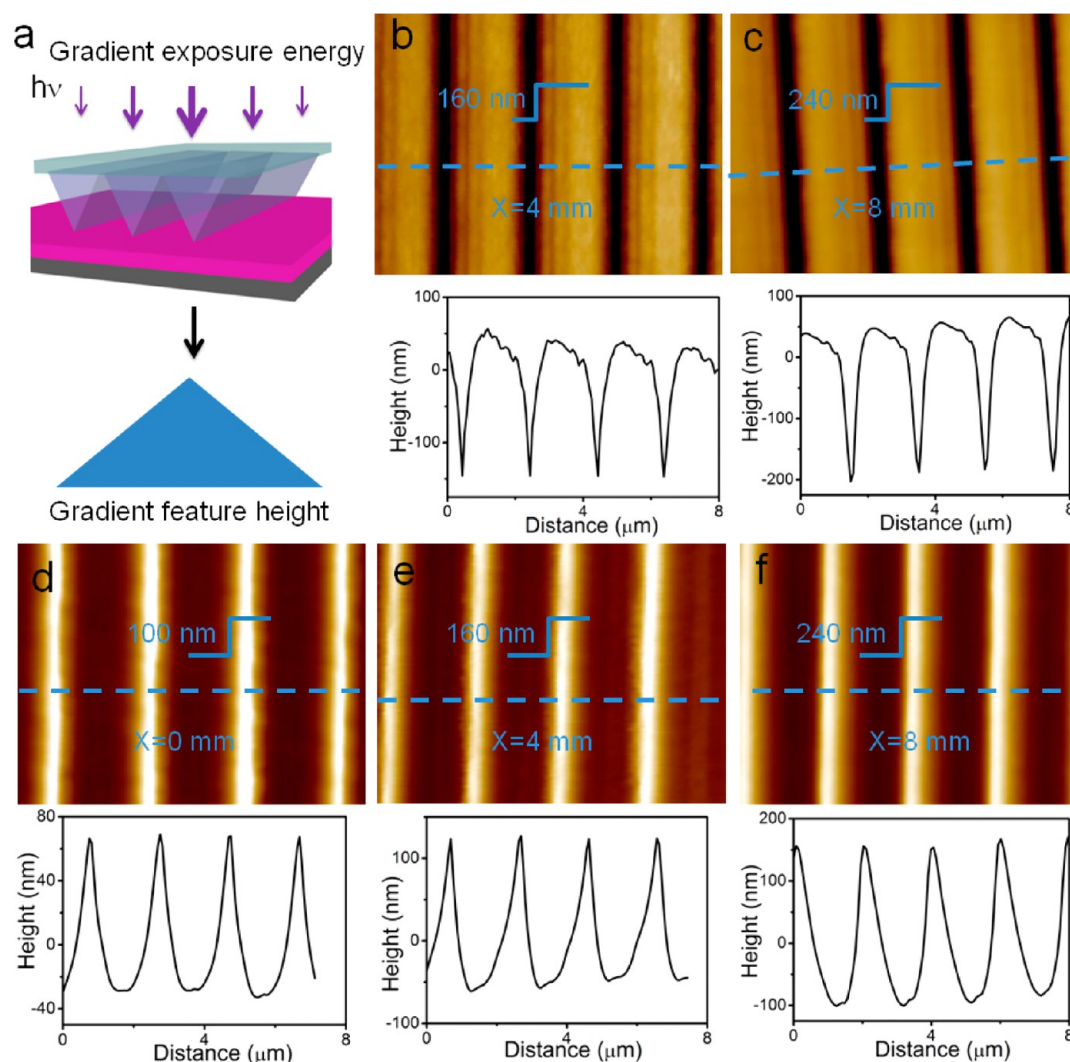 a
Gradient exposure energy
hν
Gradient feature height
b
160 nm
X=4 mm
100
0
-100
Height (nm)
0 4 8
Distance (μm)
c
240 nm
X=8 mm
100
0
-100
-200
Height (nm)
0 4 8
Distance (μm)
d
100 nm
X=0 mm
80
40
0
-40
Height (nm)
0 4 8
Distance (μm)
e
160 nm
X=4 mm
100
0
-100
Height (nm)
0 4 8
Distance (μm)
f
240 nm
X=8 mm
200
100
0
-100
Height (nm)
0 4 8
Distance (μm)